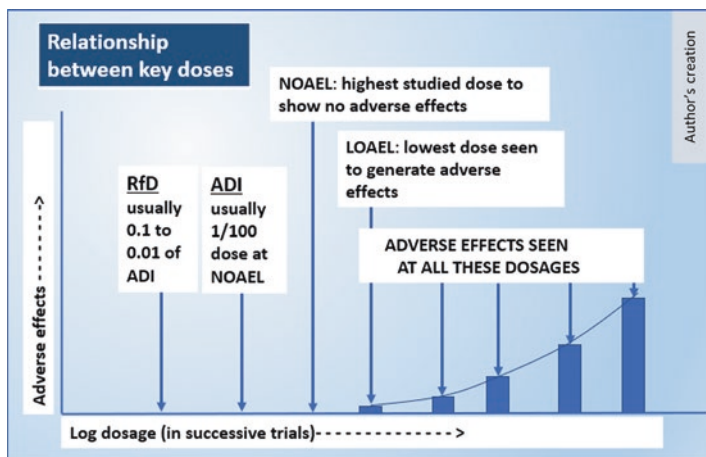 Relationship
between key doses
Author's creation
NOAEL: highest studied dose to
show no adverse effects
LOAEL: lowest dose seen
to generate adverse
effects
RfD
usually
0.1 to
0.01 of
ADI
ADI
usually
1/100
dose at
NOAEL
ADVERSE EFFECTS SEEN
AT ALL THESE DOSAGES
Adverse effects ----------->
Log dosage (in successive trials)- - - - - - - - - - - - - - >